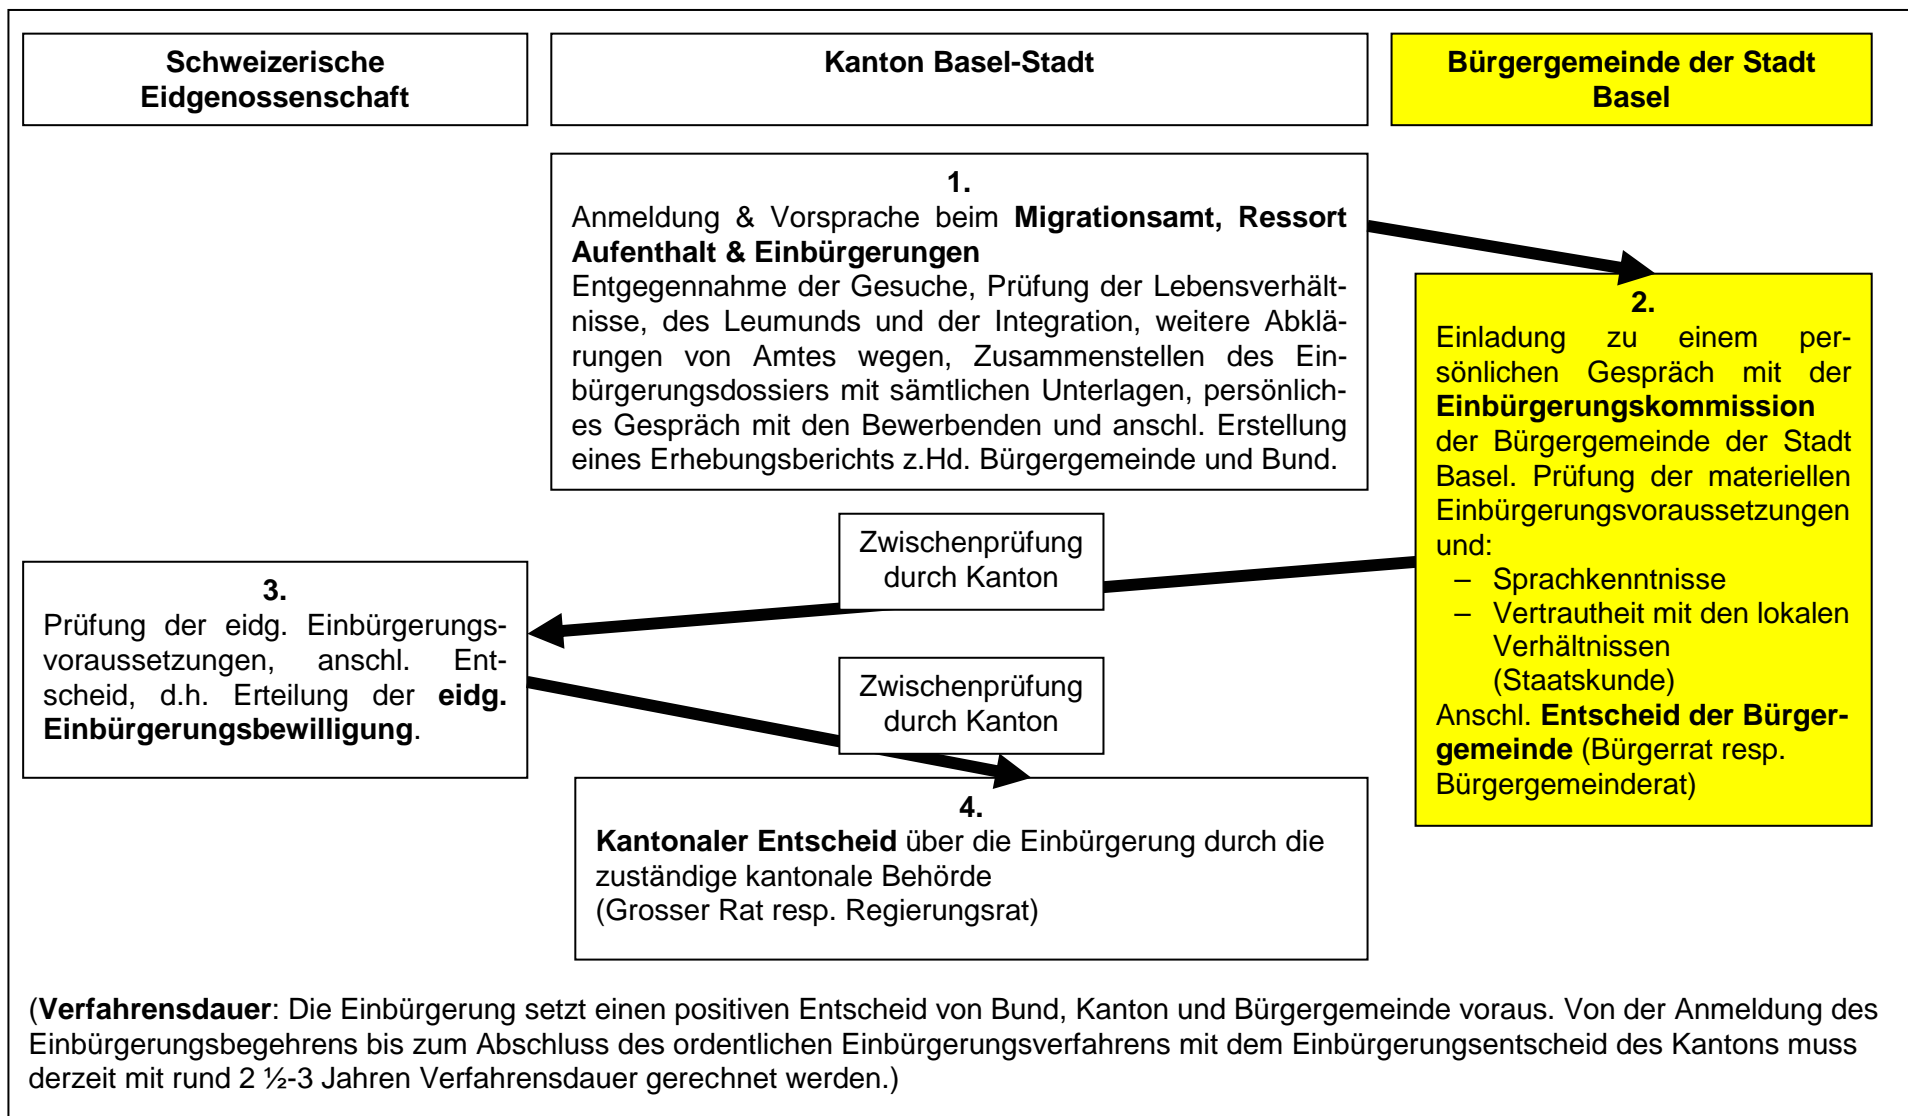 Schweizerische
Eidgenossenschaft
Kanton Basel-Stadt
Bürgergemeinde der Stadt
Basel
1.
Anmeldung & Vorsprache beim Migrationsamt, Ressort
Aufenthalt & Einbürgerungen
Entgegennahme der Gesuche, Prüfung der Lebensverhält-
nisse, des Leumunds und der Integration, weitere Abklä-
rungen von Amtes wegen, Zusammenstellen des Ein-
bürgerungsdossiers mit sämtlichen Unterlagen, persönlich-
es Gespräch mit den Bewerbenden und anschl. Erstellung
eines Erhebungsberichts z.Hd. Bürgergemeinde und Bund.
2.
Einladung zu einem per-
sönlichen Gespräch mit der
Einbürgerungskommission
der Bürgergemeinde der Stadt
Basel. Prüfung der materiellen
Einbürgerungsvoraussetzungen
und:
– Sprachkenntnisse
– Vertrautheit mit den lokalen
Verhältnissen
(Staatskunde)
Anschl. Entscheid der Bürger-
gemeinde (Bürgerrat resp.
Bürgergemeinderat)
Zwischenprüfung
durch Kanton
3.
Prüfung der eidg. Einbürgerungs-
voraussetzungen, anschl. Ent-
scheid, d.h. Erteilung der eidg.
Einbürgerungsbewilligung.
Zwischenprüfung
durch Kanton
4.
Kantonaler Entscheid über die Einbürgerung durch die
zuständige kantonale Behörde
(Grosser Rat resp. Regierungsrat)
(Verfahrensdauer: Die Einbürgerung setzt einen positiven Entscheid von Bund, Kanton und Bürgergemeinde voraus. Von der Anmeldung des
Einbürgerungsbegehrens bis zum Abschluss des ordentlichen Einbürgerungsverfahrens mit dem Einbürgerungsentscheid des Kantons muss
derzeit mit rund 2 ½-3 Jahren Verfahrensdauer gerechnet werden.)